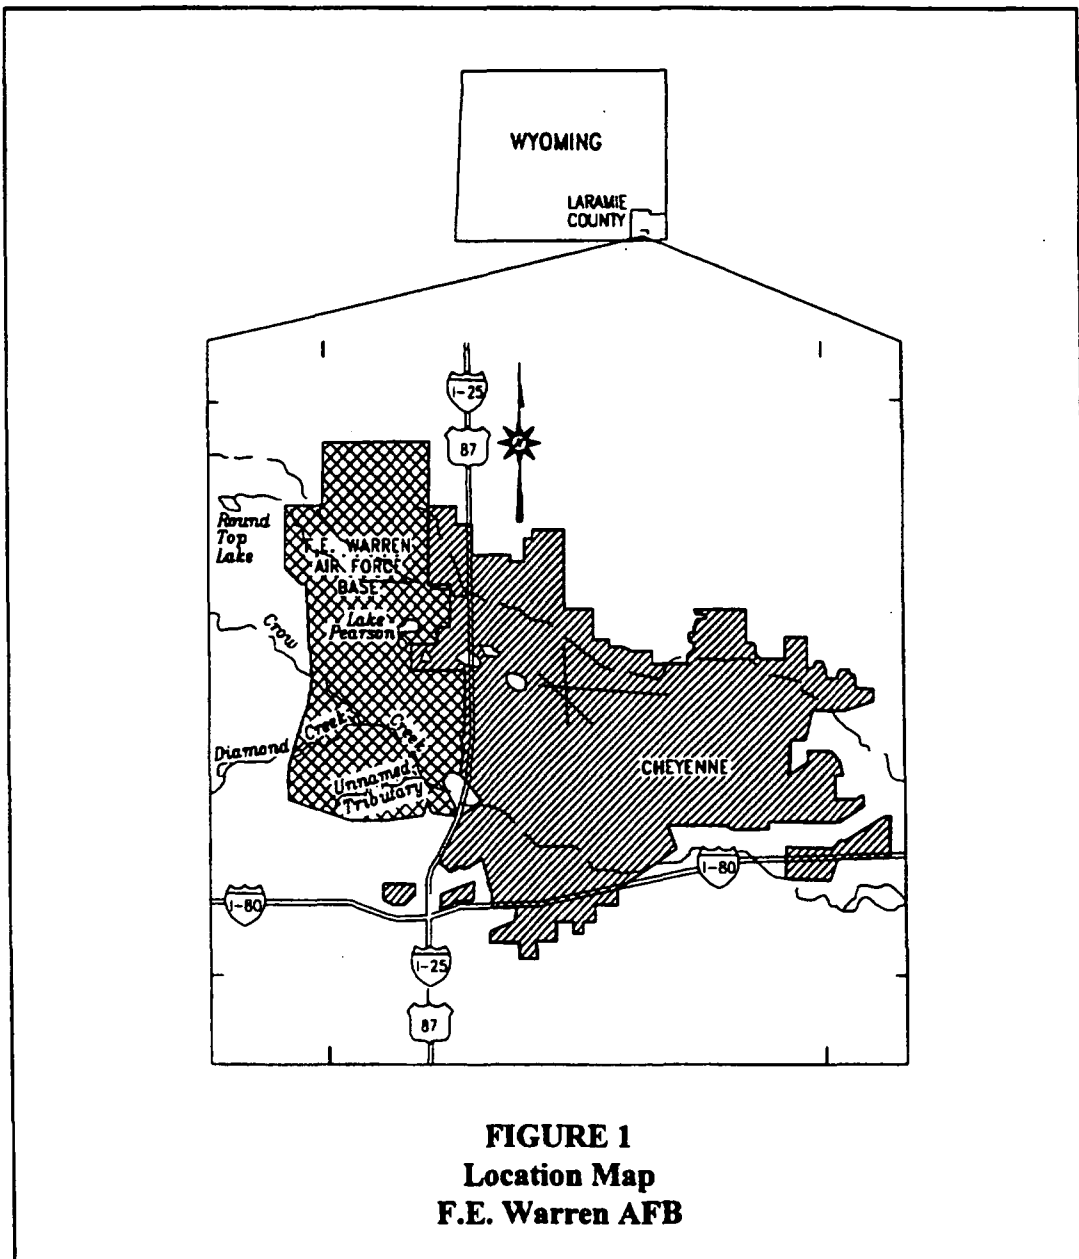 WYOMING
LARAMIE
COUNTY
I-25
87
N
Round
Top
Lake
F.E. WARREN
AIR FORCE
BASE
Lake
Pearson
Crow
Creek
Diamond Creek
Unnamed
Tributary
CHEYENNE
I-80
I-80
I-25
87
FIGURE 1
Location Map
F.E. Warren AFB